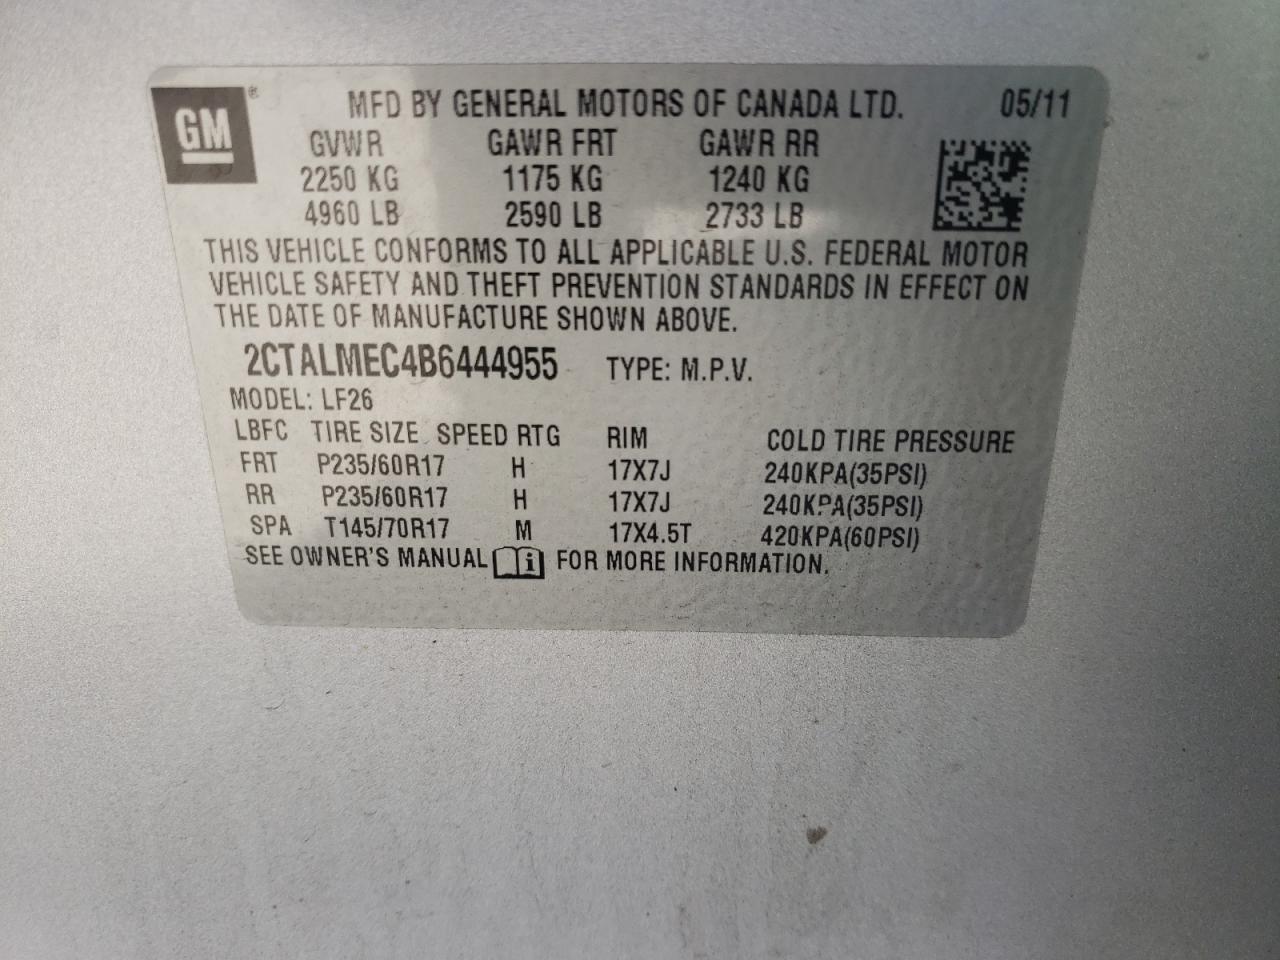 GM ® MFD BY GENERAL MOTORS OF CANADA LTD. 05/11
GVWR GAWR FRT GAWR RR
2250 KG 1175 KG 1240 KG
4960 LB 2590 LB 2733 LB
THIS VEHICLE CONFORMS TO ALL APPLICABLE U.S. FEDERAL MOTOR
VEHICLE SAFETY AND THEFT PREVENTION STANDARDS IN EFFECT ON
THE DATE OF MANUFACTURE SHOWN ABOVE.
2CTALMEC4B6444955 TYPE: M.P.V.
MODEL: LF26
LBFC TIRE SIZE SPEED RTG RIM COLD TIRE PRESSURE
FRT P235/60R17 H 17X7J 240KPA(35PSI)
RR P235/60R17 H 17X7J 240KPA(35PSI)
SPA T145/70R17 M 17X4.5T 420KPA(60PSI)
SEE OWNER'S MANUAL i FOR MORE INFORMATION.